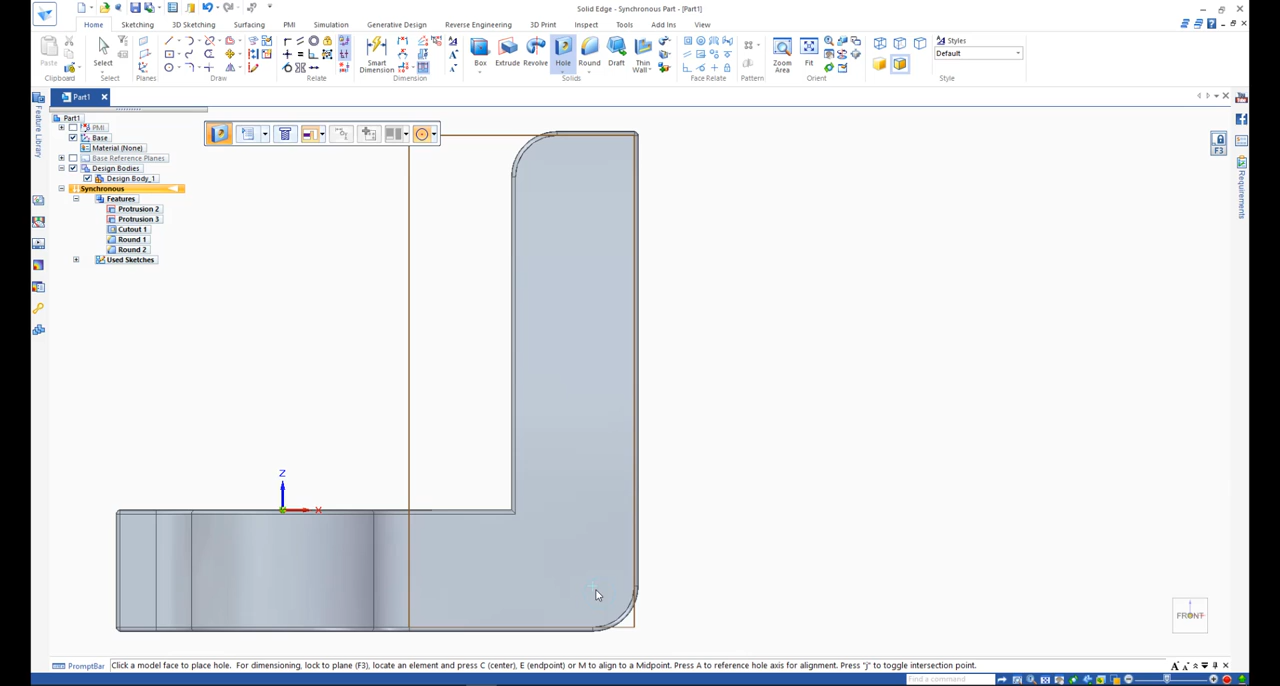 Solid Edge - Synchronous Part - [Part1]
Home Sketching 3D Sketching Surfacing PMI Simulation Generative Design Reverse Engineering 3D Print Inspect Tools Add Ins View
Paste Select Smart Dimension Box Extrude Revolve Hole Round Draft Thin Wall Zoom Area Fit Styles
Default
Clipboard Select Planes Draw Relate Dimension Solids Face Relate Pattern Orient Style
Part1
Feature Library
Part1
PMI
Base
Material (None)
Base Reference Planes
Design Bodies
Design Body_1
Synchronous
Features
Protrusion 2
Protrusion 3
Cutout 1
Round 1
Round 2
Used Sketches
F3
Requirements
Z
X
FRONT
PromptBar Click a model face to place hole. For dimensioning, lock to plane (F3), locate an element and press C (center), E (endpoint) or M to align to a Midpoint. Press A to reference hole axis for alignment. Press "j" to toggle intersection point.
Find a command